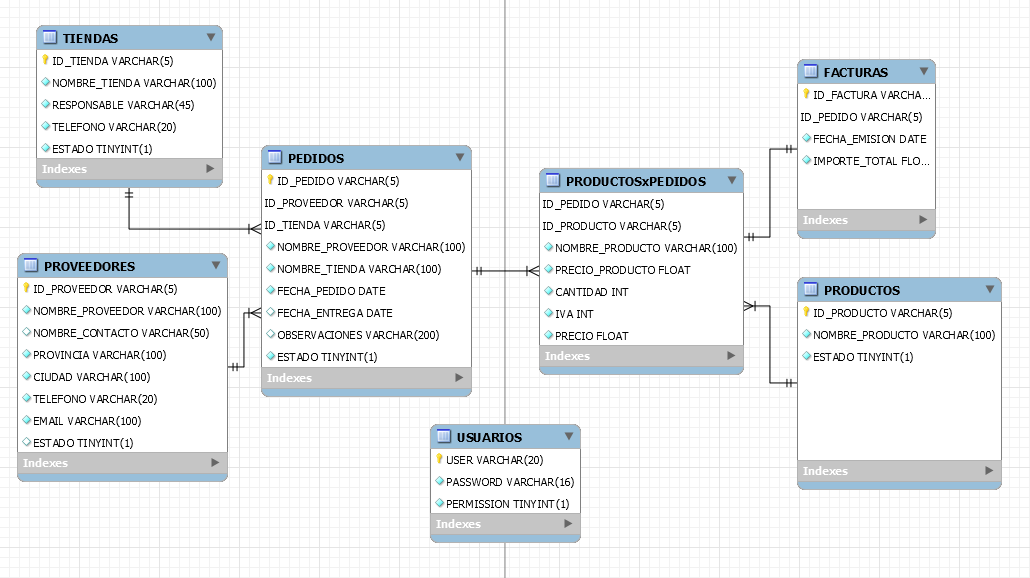 TIENDAS
ID_TIENDA VARCHAR(5)
NOMBRE_TIENDA VARCHAR(100)
RESPONSABLE VARCHAR(45)
TELEFONO VARCHAR(20)
ESTADO TINYINT(1)
Indexes
PROVEEDORES
ID_PROVEEDOR VARCHAR(5)
NOMBRE_PROVEEDOR VARCHAR(100)
NOMBRE_CONTACTO VARCHAR(50)
PROVINCIA VARCHAR(100)
CIUDAD VARCHAR(100)
TELEFONO VARCHAR(20)
EMAIL VARCHAR(100)
ESTADO TINYINT(1)
Indexes
PEDIDOS
ID_PEDIDO VARCHAR(5)
ID_PROVEEDOR VARCHAR(5)
ID_TIENDA VARCHAR(5)
NOMBRE_PROVEEDOR VARCHAR(100)
NOMBRE_TIENDA VARCHAR(100)
FECHA_PEDIDO DATE
FECHA_ENTREGA DATE
OBSERVACIONES VARCHAR(200)
ESTADO TINYINT(1)
Indexes
USUARIOS
USER VARCHAR(20)
PASSWORD VARCHAR(16)
PERMISSION TINYINT(1)
Indexes
PRODUCTOSxPEDIDOS
ID_PEDIDO VARCHAR(5)
ID_PRODUCTO VARCHAR(5)
NOMBRE_PRODUCTO VARCHAR(100)
PRECIO_PRODUCTO FLOAT
CANTIDAD INT
IVA INT
PRECIO FLOAT
Indexes
FACTURAS
ID_FACTURA VARCHA...
ID_PEDIDO VARCHAR(5)
FECHA_EMISION DATE
IMPORTE_TOTAL FLO...
Indexes
PRODUCTOS
ID_PRODUCTO VARCHAR(5)
NOMBRE_PRODUCTO VARCHAR(100)
ESTADO TINYINT(1)
Indexes